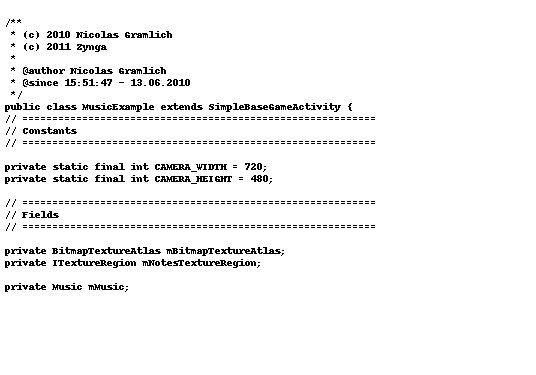 /**
 * (c) 2010 Nicolas Gramlich
 * (c) 2011 Zynga
 *
 * @author Nicolas Gramlich
 * @since 15:51:47 - 13.06.2010
 */
public class MusicExample extends SimpleBaseGameActivity {
// ===========================================================
// Constants
// ===========================================================

private static final int CAMERA_WIDTH = 720;
private static final int CAMERA_HEIGHT = 480;

// ===========================================================
// Fields
// ===========================================================

private BitmapTextureAtlas mBitmapTextureAtlas;
private ITextureRegion mNotesTextureRegion;

private Music mMusic;